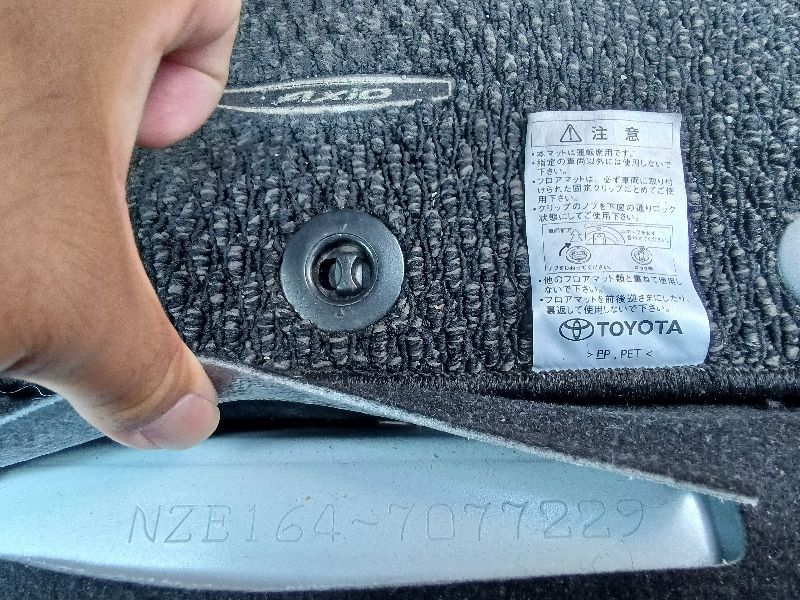 AXiO
注意
・本マットは運転席用です。
・指定の車両以外には使用しないで
下さい。
・フロアマットは、必ず車両に取り付
けられた固定クリップだとめてご使
用下さい。
・クリップのノブを下図の通りロック
状態にしてご使用下さい。
・他のフロアマット類と重ねて使用し
ないで下さい。
・フロアマットを前後逆さまにしたり、
裏返して使用しないで下さい。
TOYOTA
>PP, PET<
NZE164-7077229